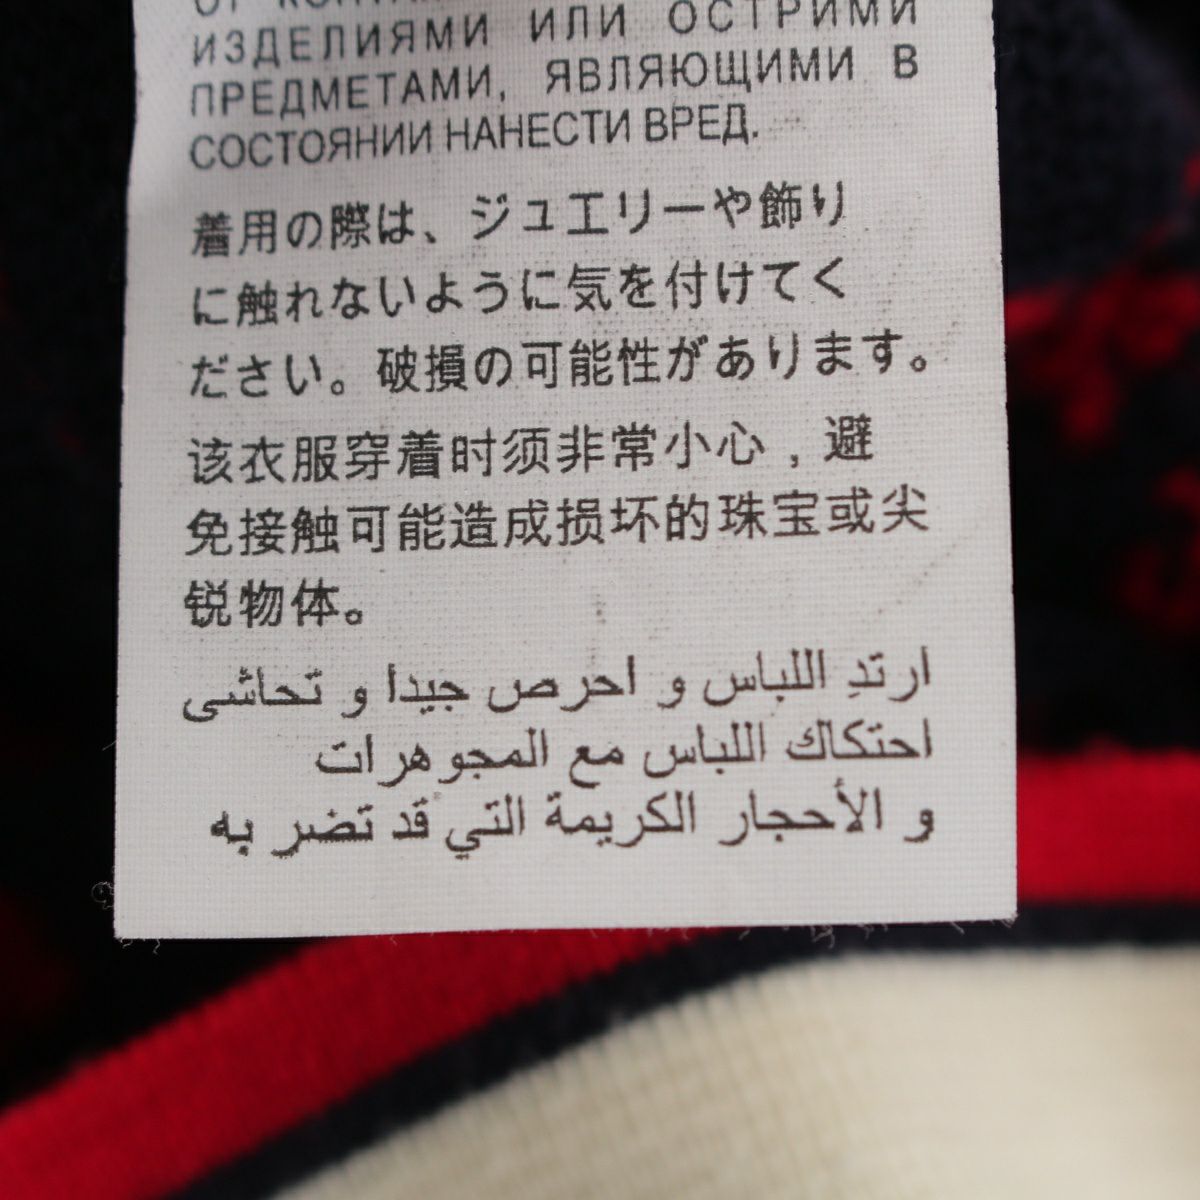 ОТ КОНТАК
ИЗДЕЛИЯМИ ИЛИ ОСТРИМИ
ПРЕДМЕТАМИ, ЯВЛЯЮЩИМИ В
СОСТОЯНИИ НАНЕСТИ ВРЕД.
着用の際は、ジュエリーや飾り
に触れないように気を付けてく
ださい。破損の可能性があります。
该衣服穿着时须非常小心，避
免接触可能造成损坏的珠宝或尖
锐物体。
ارتدِ اللباس و احرص جيدا و تحاشى
احتكاك اللباس مع المجوهرات
و الأحجار الكريمة التي قد تضر به